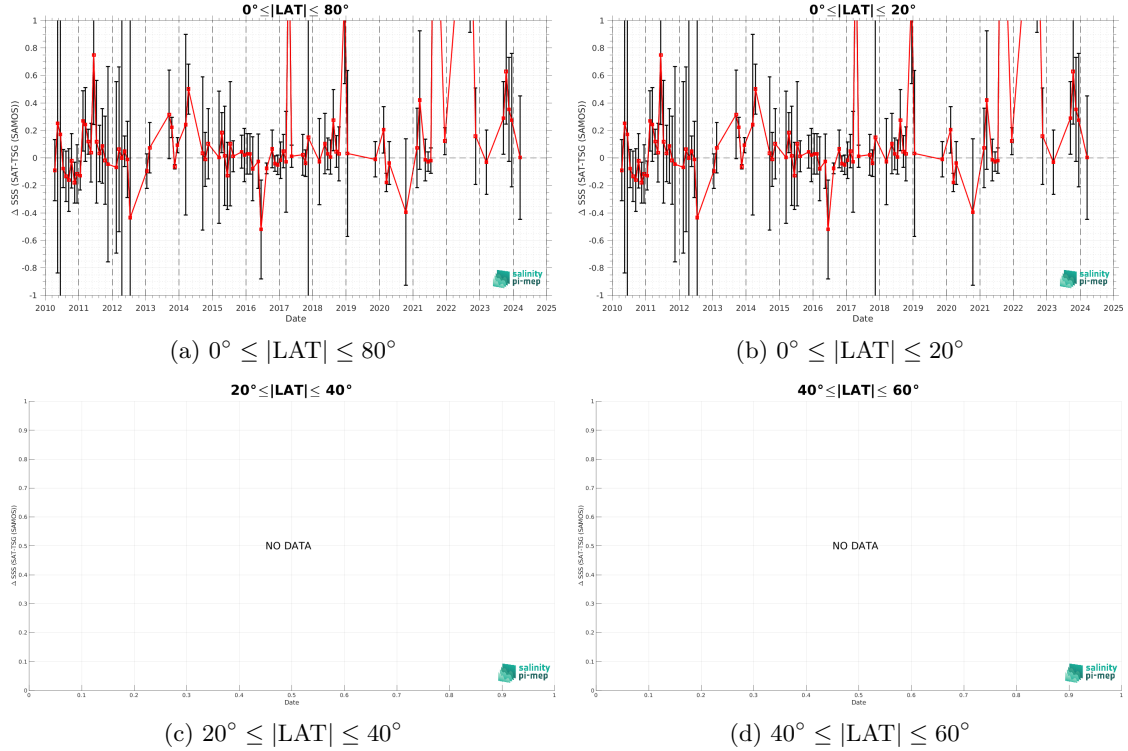 0°≤|LAT|≤ 80°
1
0.8
0.6
0.4
0.2
0
-0.2
-0.4
-0.6
-0.8
-1
Δ SSS (SAT-TSG (SAMOS))
2010 2011 2012 2013 2014 2015 2016 2017 2018 2019 2020 2021 2022 2023 2024 2025
Date
salinity
pi-mep
(a) 0° ≤ |LAT| ≤ 80°
0°≤|LAT|≤ 20°
1
0.8
0.6
0.4
0.2
0
-0.2
-0.4
-0.6
-0.8
-1
Δ SSS (SAT-TSG (SAMOS))
2010 2011 2012 2013 2014 2015 2016 2017 2018 2019 2020 2021 2022 2023 2024 2025
Date
salinity
pi-mep
(b) 0° ≤ |LAT| ≤ 20°
20°≤|LAT|≤ 40°
1
0.9
0.8
0.7
0.6
0.5
0.4
0.3
0.2
0.1
0
Δ SSS (SAT-TSG (SAMOS))
NO DATA
0 0.1 0.2 0.3 0.4 0.5 0.6 0.7 0.8 0.9 1
Date
salinity
pi-mep
(c) 20° ≤ |LAT| ≤ 40°
40°≤|LAT|≤ 60°
1
0.9
0.8
0.7
0.6
0.5
0.4
0.3
0.2
0.1
0
Δ SSS (SAT-TSG (SAMOS))
NO DATA
0 0.1 0.2 0.3 0.4 0.5 0.6 0.7 0.8 0.9 1
Date
salinity
pi-mep
(d) 40° ≤ |LAT| ≤ 60°